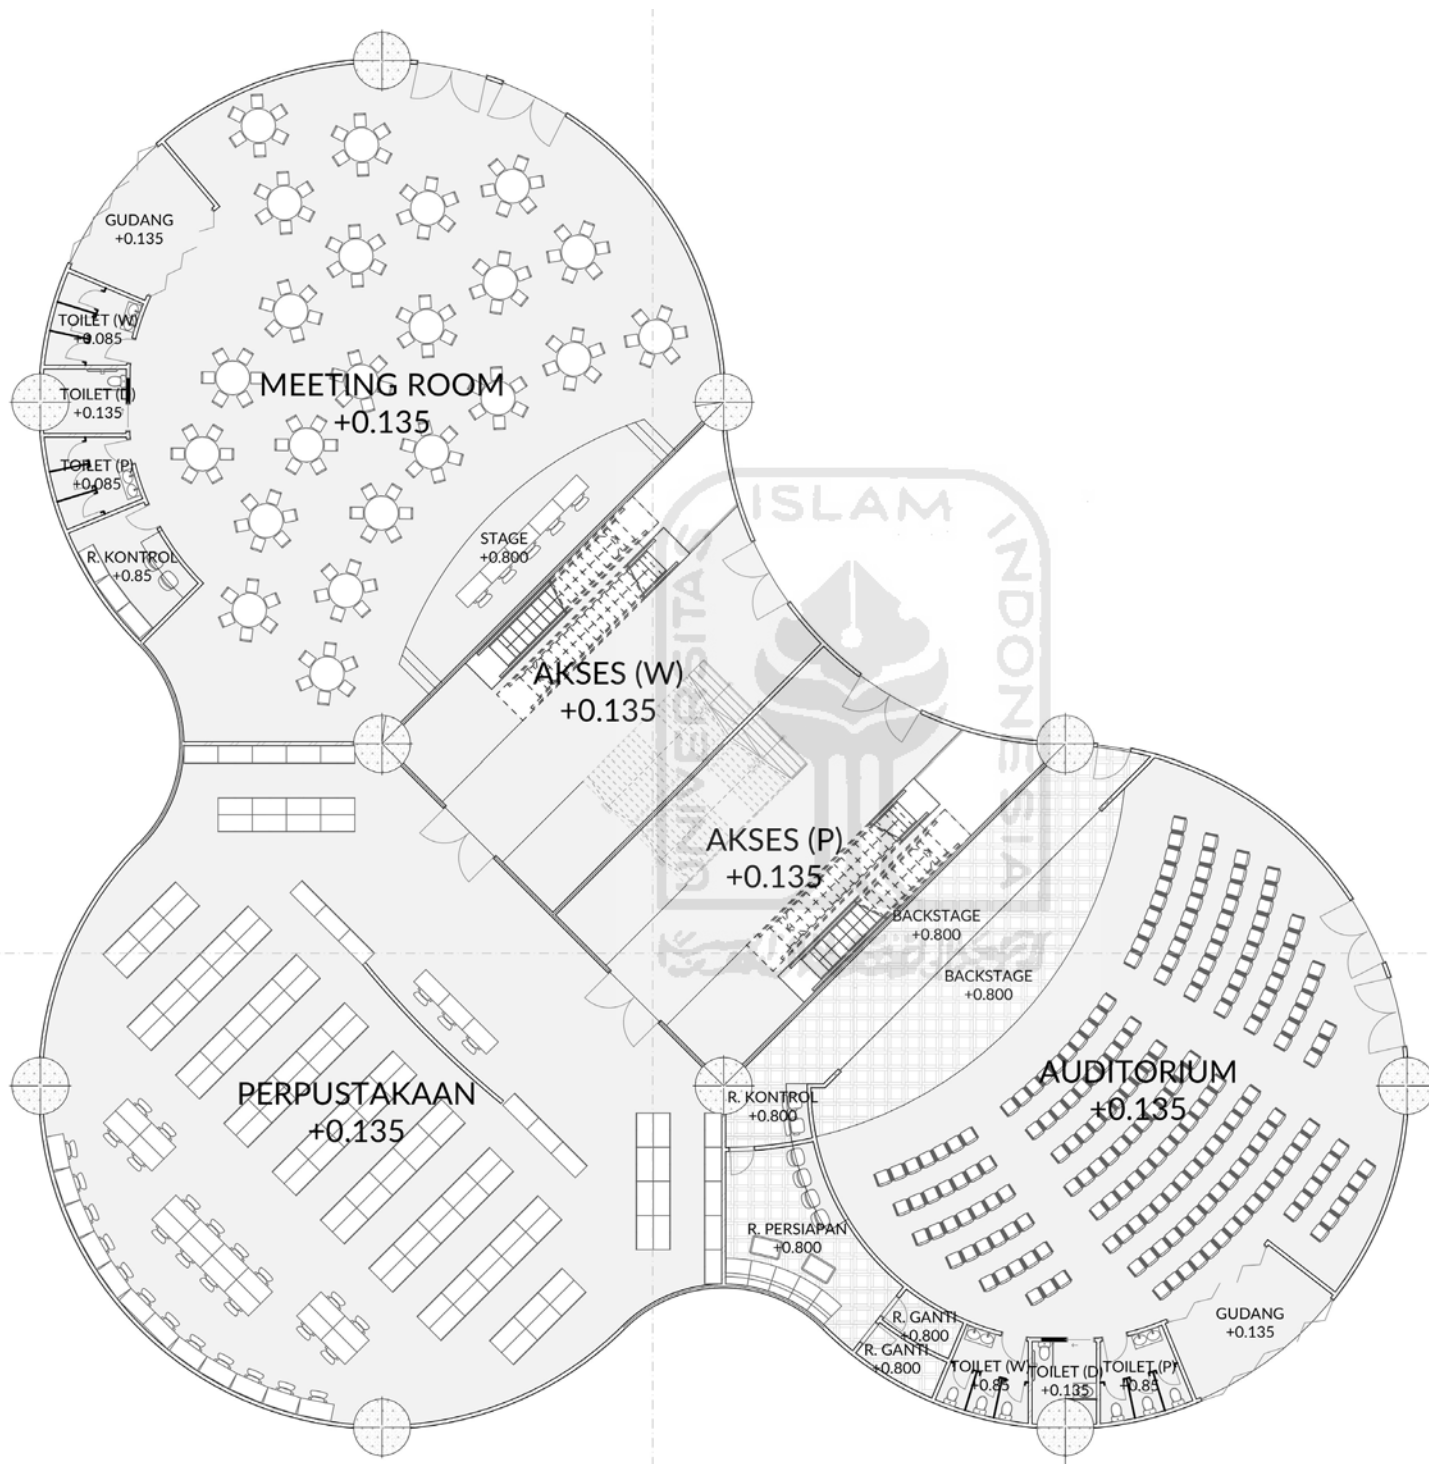 GUDANG
+0.135
TOILET (W)
+0.085
TOILET (D)
+0.135
TOILET (P)
+0.085
R. KONTROL
+0.85
MEETING ROOM
+0.135
STAGE
+0.800
AKSES (W)
+0.135
AKSES (P)
+0.135
UNIVERSITAS
ISLAM
INDONESIA
BACKSTAGE
+0.800
BACKSTAGE
+0.800
PERPUSTAKAAN
+0.135
AUDITORIUM
+0.135
R. KONTROL
+0.800
R. PERSIAPAN
+0.800
R. GANTI
+0.800
R. GANTI
+0.800
TOILET (W)
+0.85
TOILET (D)
+0.135
TOILET (P)
+0.85
GUDANG
+0.135